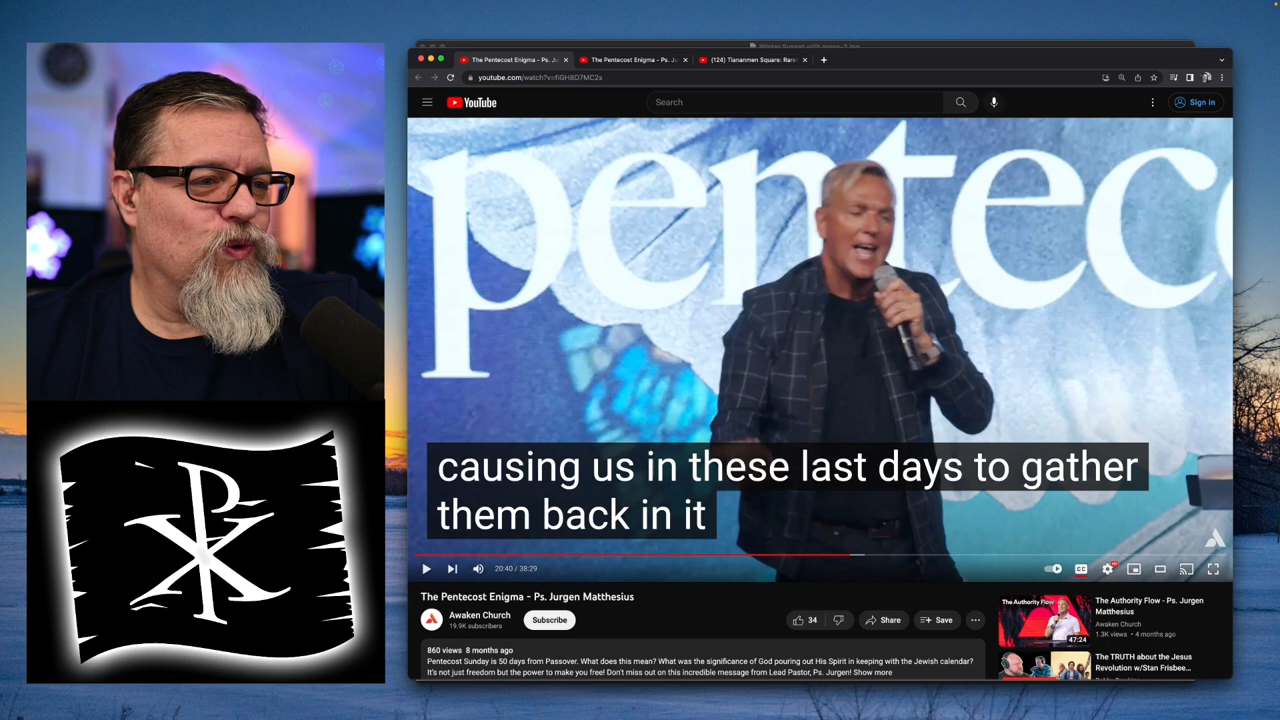 The Pentecost Enigma - Ps. Ju
The Pentecost Enigma - Ps. J
(124) Tiananmen Square: Rare
youtube.com/watch?v=fiGH8D7MC2s
YouTube
Search
Sign in
pentec
causing us in these last days to gather
them back in it
20:40 / 38:29
The Pentecost Enigma - Ps. Jurgen Matthesius
Awaken Church
19.9K subscribers
Subscribe
34
Share
Save
860 views 8 months ago
Pentecost Sunday is 50 days from Passover. What does this mean? What was the significance of God pouring out His Spirit in keeping with the Jewish calendar?
It's not just freedom but the power to make you free! Don't miss out on this incredible message from Lead Pastor, Ps. Jurgen! Show more
The Authority Flow
47:24
The Authority Flow - Ps. Jurgen
Matthesius
Awaken Church
1.3K views • 4 months ago
The TRUTH about the Jesus
Revolution w/Stan Frisbee...